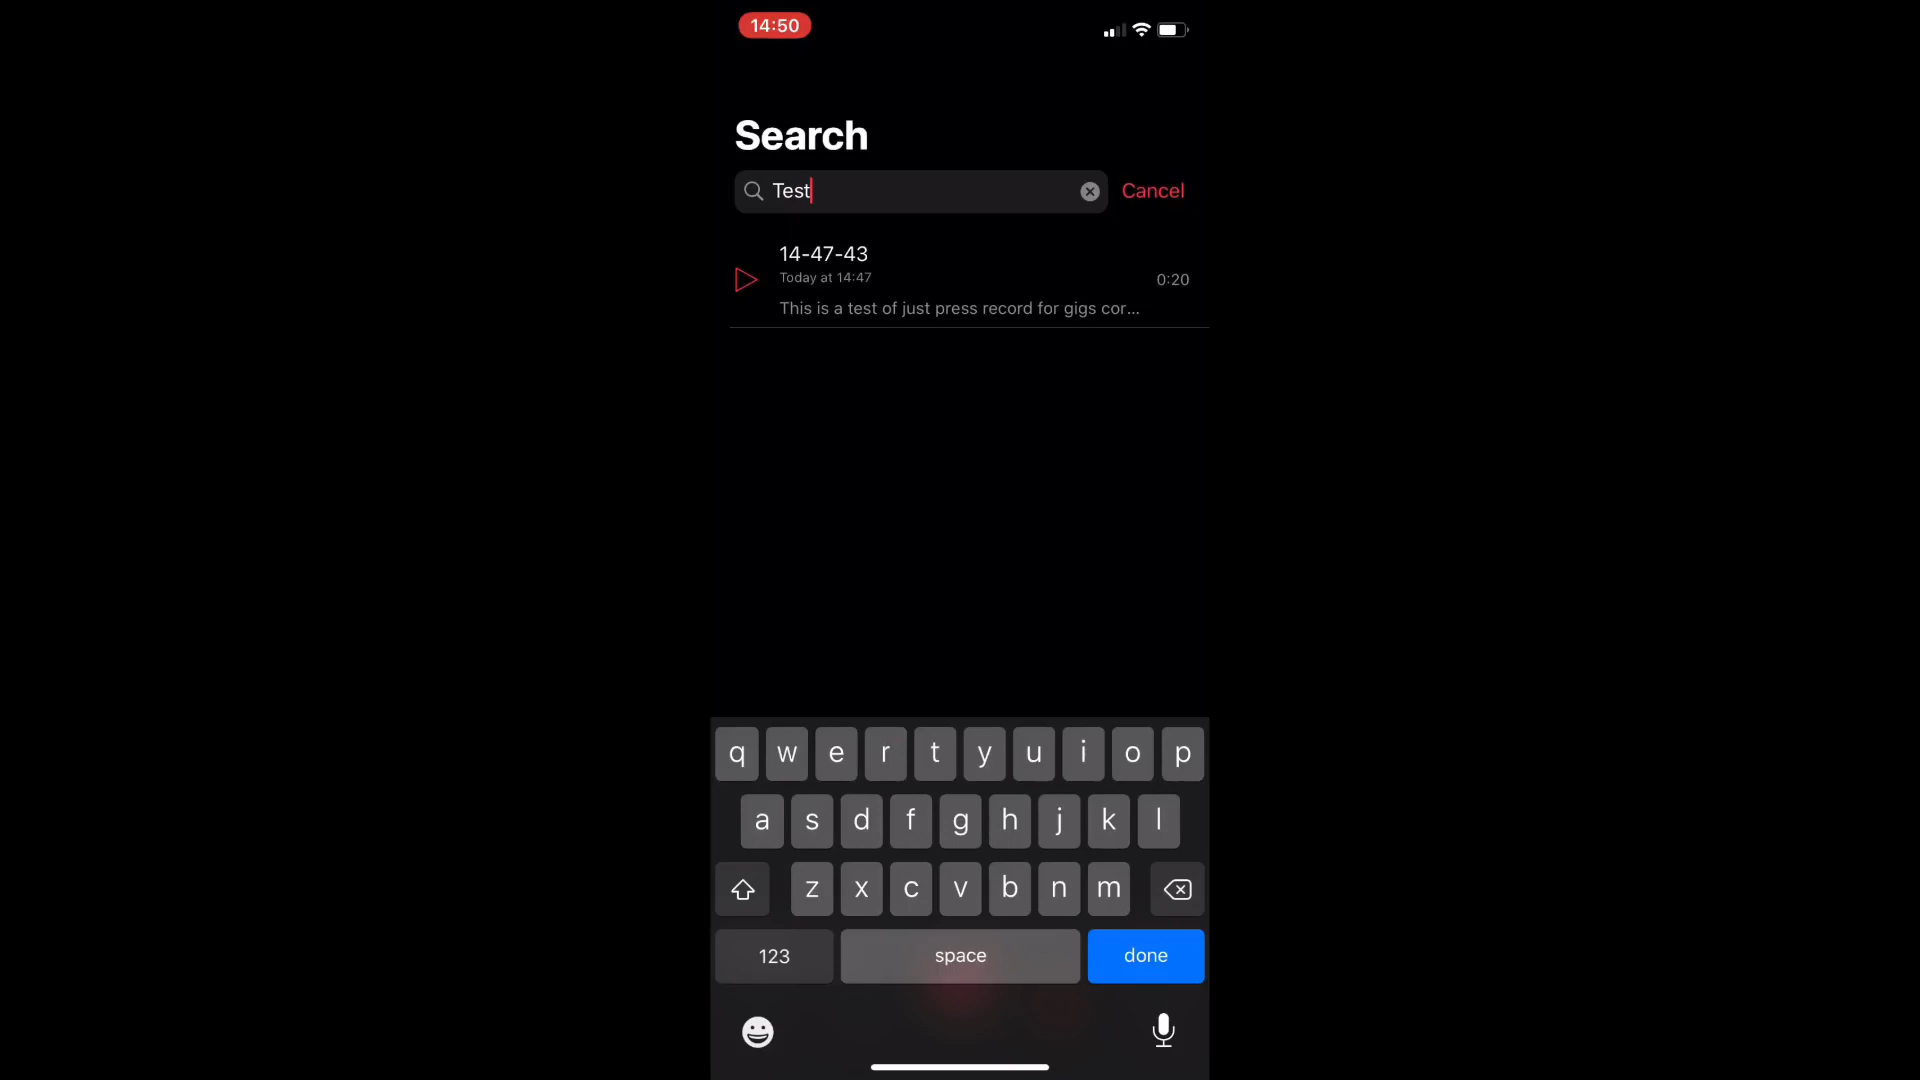 14:50
Search
Test
Cancel
14-47-43
Today at 14:47
0:20
This is a test of just press record for gigs cor...
q w e r t y u i o p
a s d f g h j k l
z x c v b n m
123 space done